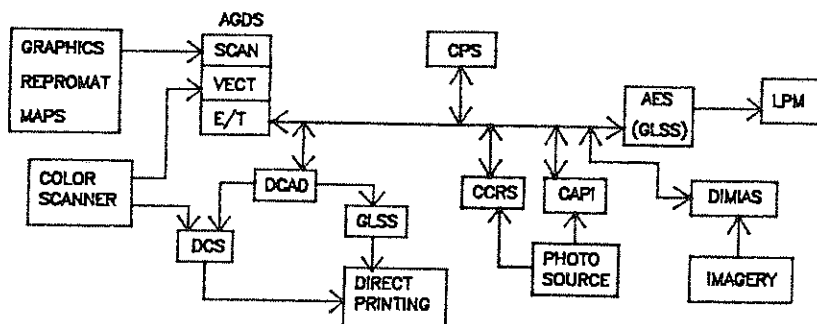 AGDS
GRAPHICS
REPROMAT
MAPS
SCAN
VECT
E/T
CPS
AES
(GLSS)
LPM
COLOR
SCANNER
DCAD
GLSS
DCS
DIRECT
PRINTING
CCRS
CAPI
DIMIAS
PHOTO
SOURCE
IMAGERY